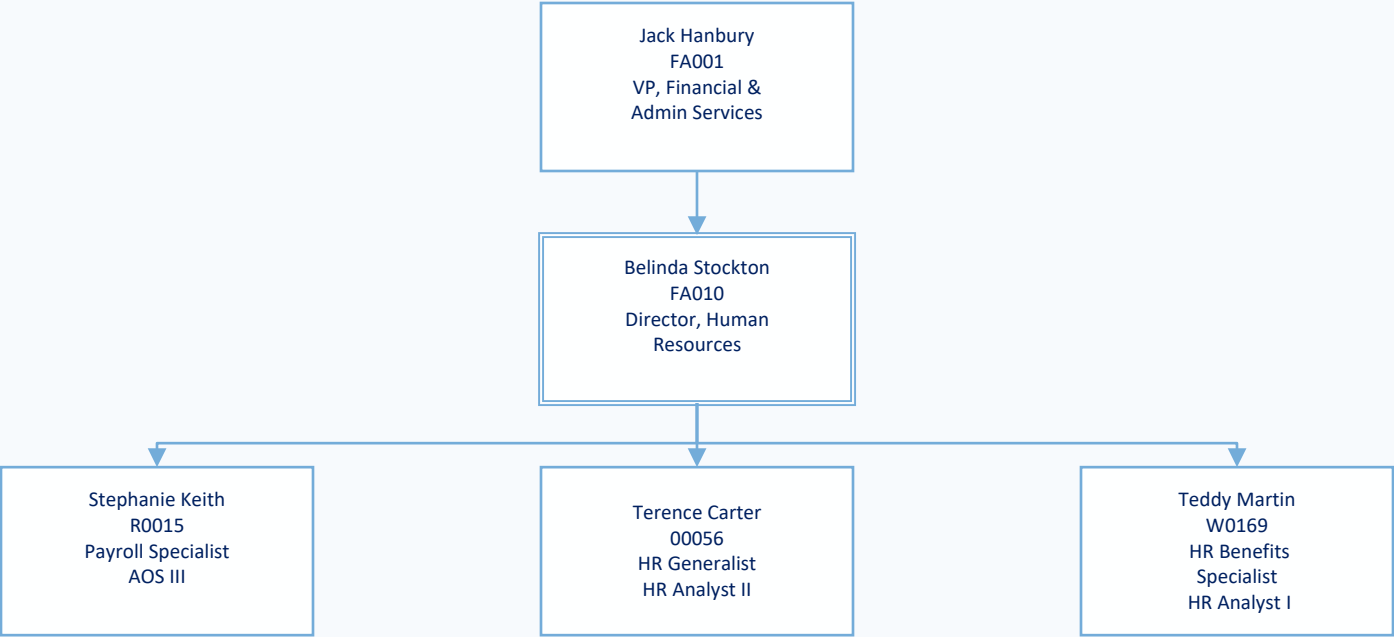 Jack Hanbury
FA001
VP, Financial &
Admin Services
Belinda Stockton
FA010
Director, Human
Resources
Stephanie Keith
R0015
Payroll Specialist
AOS III
Terence Carter
00056
HR Generalist
HR Analyst II
Teddy Martin
W0169
HR Benefits
Specialist
HR Analyst I